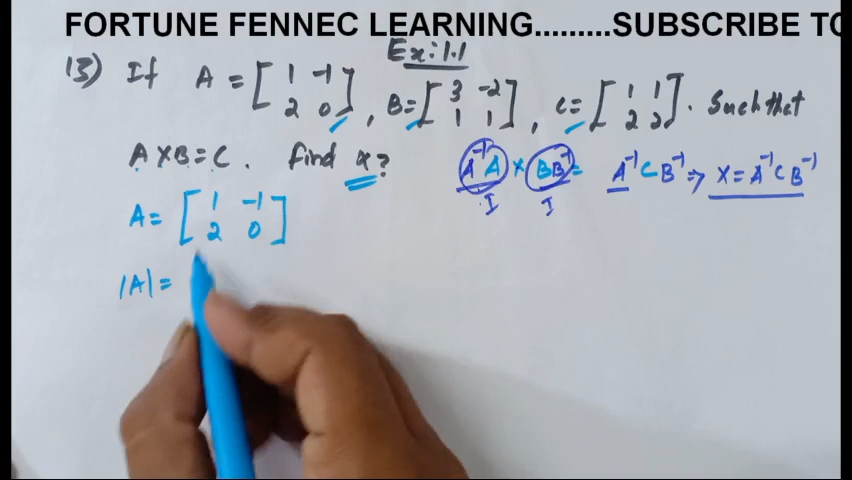 FORTUNE FENNEC LEARNING.........SUBSCRIBE TO
Ex:1.1
13) If A = [1 -1 2 0], B = [3 -2 1 1], C = [1 1 2 2]. Such that
AXB = C. Find x?
A⁻¹A X BB⁻¹ = A⁻¹CB⁻¹ ⇒ X = A⁻¹CB⁻¹
I I
A = [1 -1 2 0]
|A| =